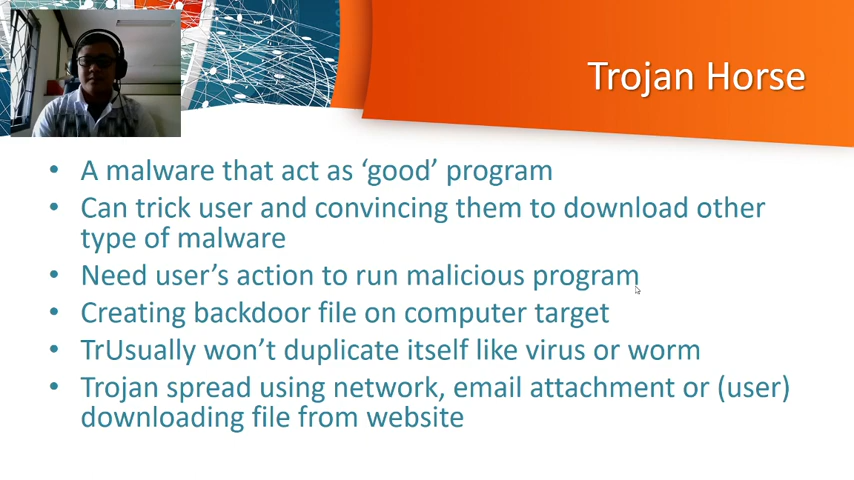 Trojan Horse
• A malware that act as ‘good’ program
• Can trick user and convincing them to download other
type of malware
• Need user’s action to run malicious program
• Creating backdoor file on computer target
• TrUsually won’t duplicate itself like virus or worm
• Trojan spread using network, email attachment or (user)
downloading file from website